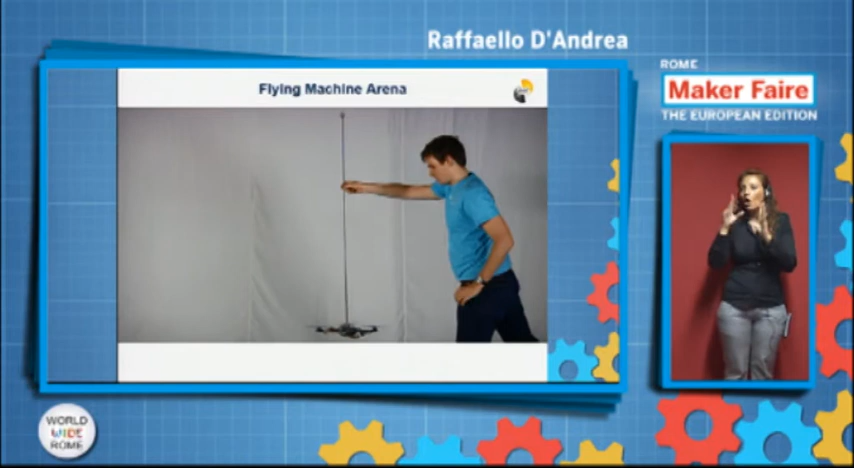 Raffaello D'Andrea
ROME
Maker Faire
THE EUROPEAN EDITION
Flying Machine Arena
WORLD
WIDE
ROME